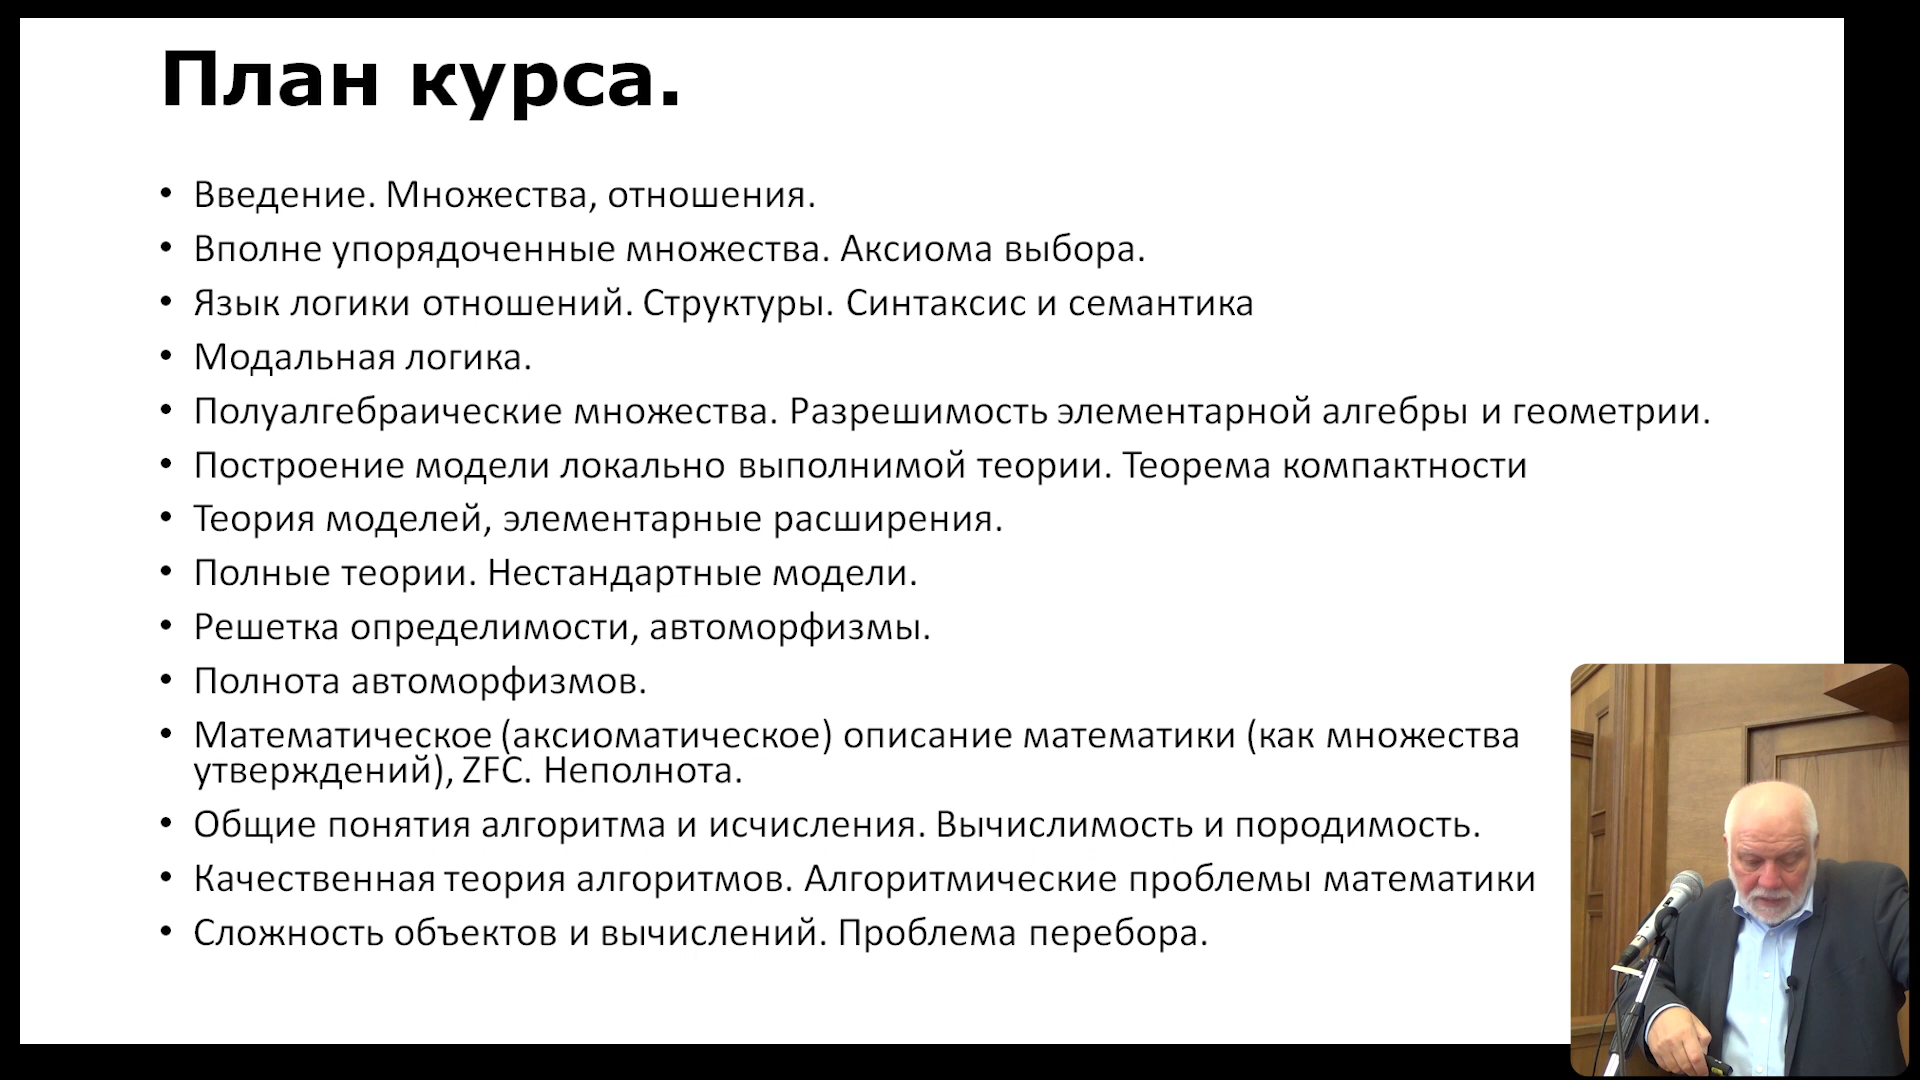 План курса.
• Введение. Множества, отношения.
• Вполне упорядоченные множества. Аксиома выбора.
• Язык логики отношений. Структуры. Синтаксис и семантика
• Модальная логика.
• Полуалгебраические множества. Разрешимость элементарной алгебры и геометрии.
• Построение модели локально выполнимой теории. Теорема компактности
• Теория моделей, элементарные расширения.
• Полные теории. Нестандартные модели.
• Решетка определимости, автоморфизмы.
• Полнота автоморфизмов.
• Математическое (аксиоматическое) описание математики (как множества
утверждений), ZFC. Неполнота.
• Общие понятия алгоритма и исчисления. Вычислимость и породимость.
• Качественная теория алгоритмов. Алгоритмические проблемы математики
• Сложность объектов и вычислений. Проблема перебора.